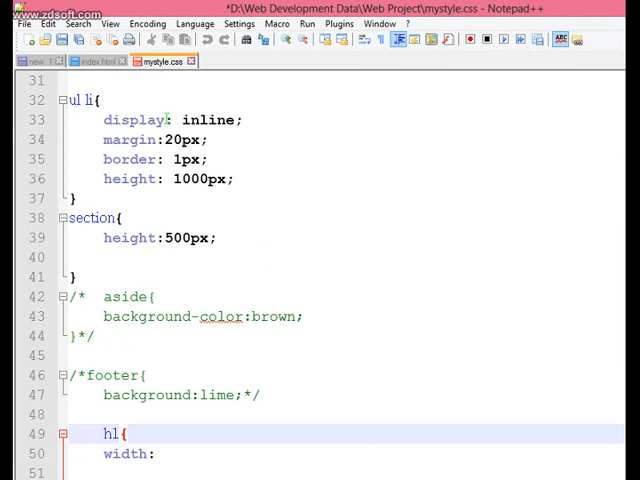 www.zdsoft.com
*D:\Web Development Data\Web Project\mystyle.css - Notepad++
File Edit Search View Encoding Language Settings Macro Run Plugins Window ?
new 1 index.html mystyle.css
31
32 ul li{
33 display: inline;
34 margin:20px;
35 border: 1px;
36 height: 1000px;
37 }
38 section{
39 height:500px;
40
41 }
42 /* aside{
43 background-color:brown;
44 }*/
45
46 /*footer{
47 background:lime;*/
48
49 h1{
50 width:
51